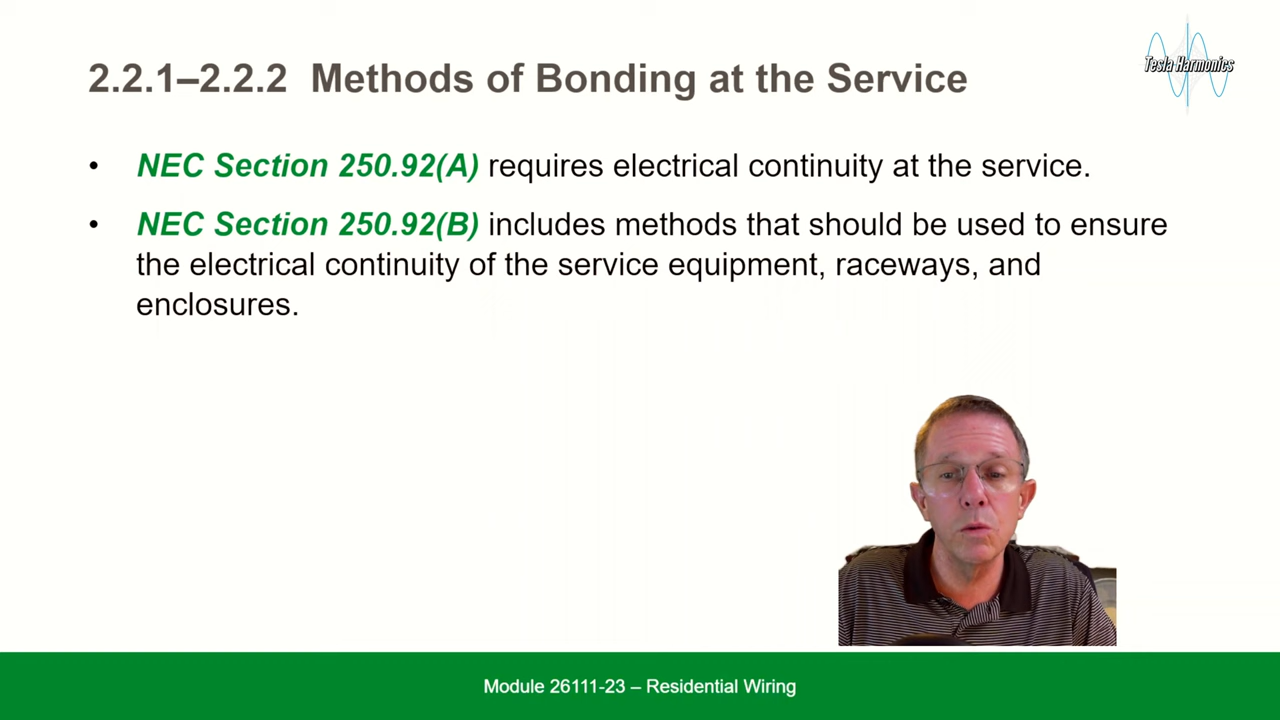 Tesla Harmonics
2.2.1–2.2.2 Methods of Bonding at the Service
• NEC Section 250.92(A) requires electrical continuity at the service.
• NEC Section 250.92(B) includes methods that should be used to ensure
the electrical continuity of the service equipment, raceways, and
enclosures.
Module 26111-23 – Residential Wiring